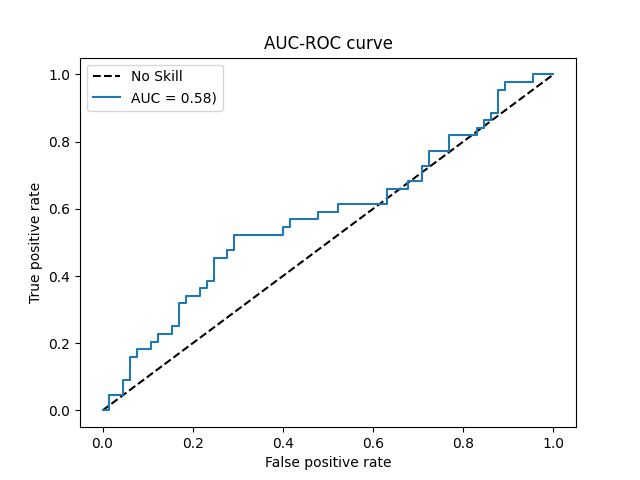 AUC-ROC curve
No Skill
AUC = 0.58)
1.0
0.8
0.6
0.4
0.2
0.0
True positive rate
0.0 0.2 0.4 0.6 0.8 1.0
False positive rate